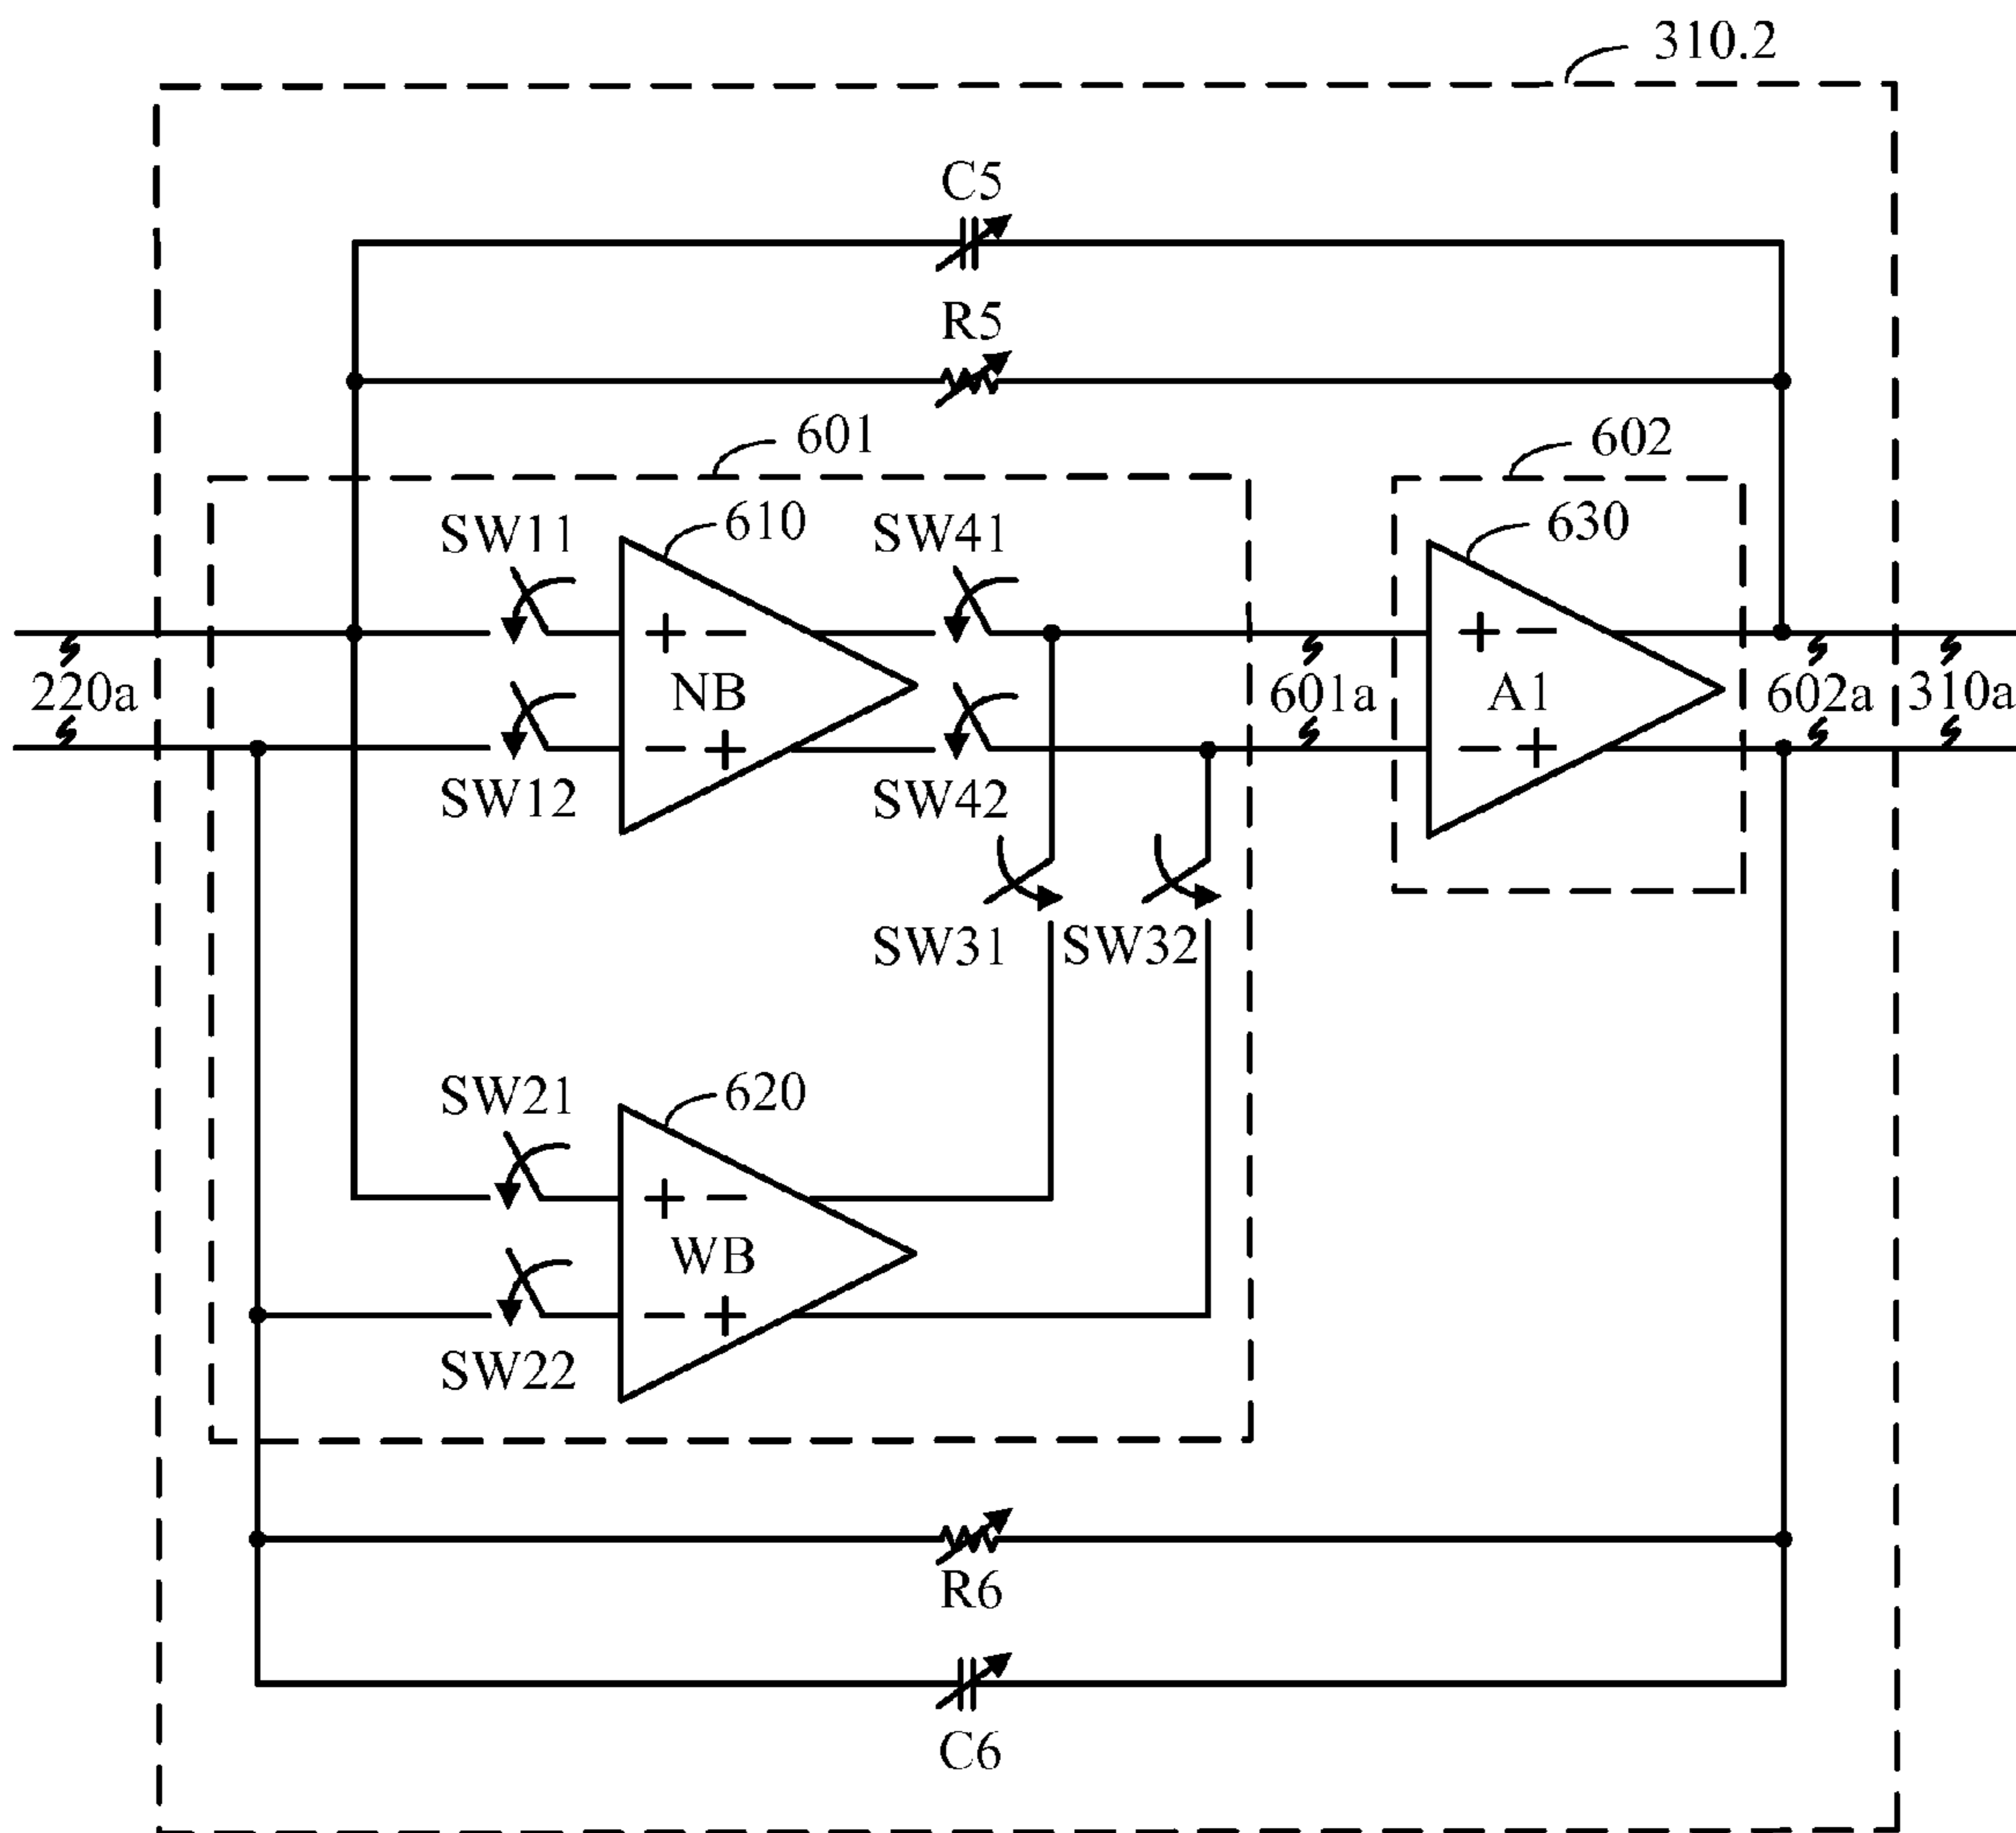 310.2
C5
R5
601
602
SW11
610
SW41
630
+ −
+ −
220a
NB
601a
A1
602a
310a
− +
− +
SW12
SW42
SW31
SW32
SW21
620
+ −
WB
− +
SW22
R6
C6